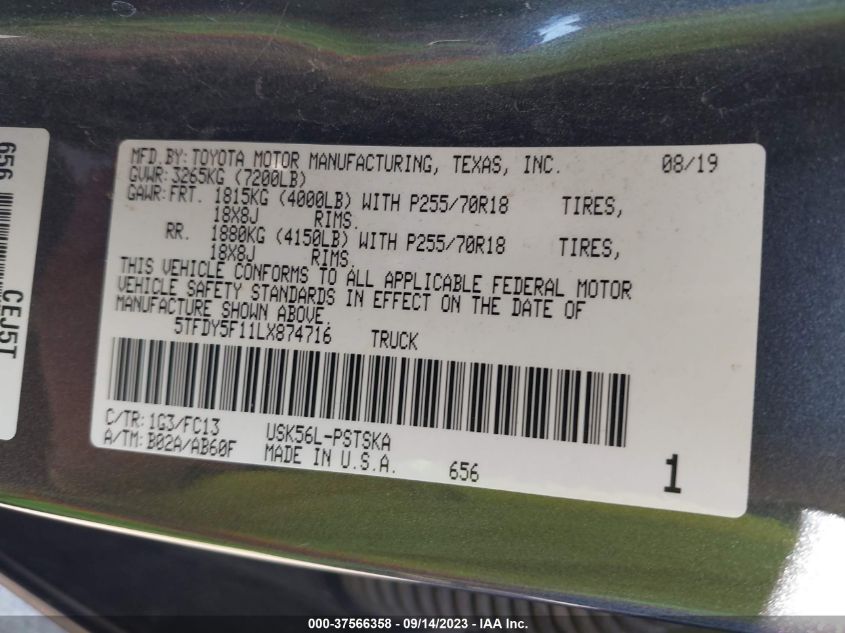 MFD.BY: TOYOTA MOTOR MANUFACTURING, TEXAS, INC. 08/19
GVWR: 3265KG (7200LB)
GAWR: FRT. 1815KG (4000LB) WITH P255/70R18 TIRES,
18X8J RIMS.
RR. 1880KG (4150LB) WITH P255/70R18 TIRES,
18X8J RIMS.
THIS VEHICLE CONFORMS TO ALL APPLICABLE FEDERAL MOTOR
VEHICLE SAFETY STANDARDS IN EFFECT ON THE DATE OF
MANUFACTURE SHOWN ABOVE.
5TFDY5F11LX874716 TRUCK
C/TR: 1G3/FC13 USK56L-PSTSKA
A/TM: B02A/AB60F MADE IN U.S.A. 656 1
656
CEJ5T
000-37566358 - 09/14/2023 - IAA Inc.